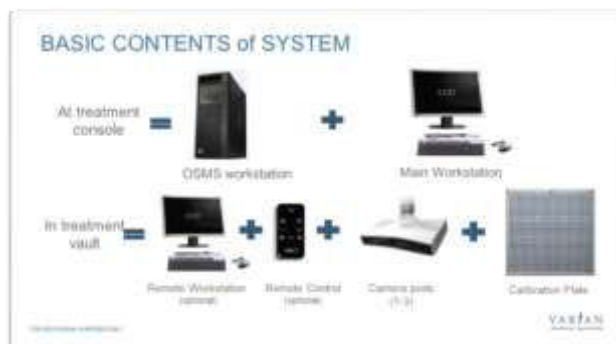 BASIC CONTENTS of SYSTEM
At treatment
console
OSMS workstation
Main Workstation
In treatment
vault
Remote Workstation
(optional)
Remote Control
(optional)
Camera pods
Calibration Plate
VARIAN